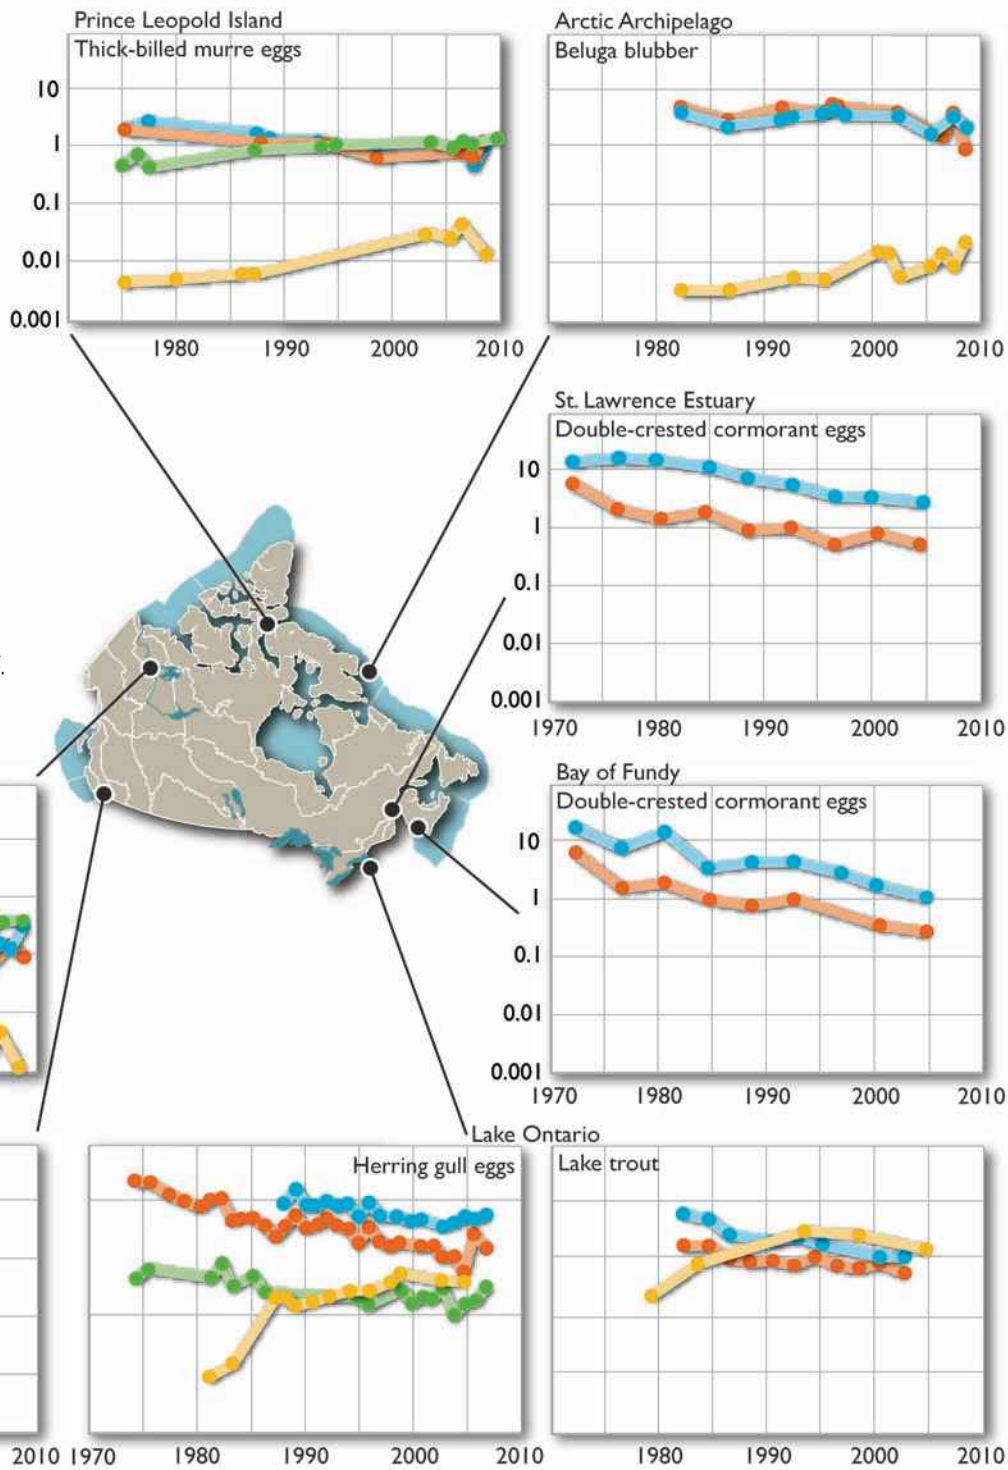 Prince Leopold Island
Thick-billed murre eggs
10
1
0.1
0.01
0.001
1980 1990 2000 2010
Arctic Archipelago
Beluga blubber
1980 1990 2000 2010
St. Lawrence Estuary
Double-crested cormorant eggs
10
1
0.1
0.01
0.001
1970 1980 1990 2000 2010
Bay of Fundy
Double-crested cormorant eggs
10
1
0.1
0.01
0.001
1970 1980 1990 2000 2010
Lake Ontario
Herring gull eggs
Lake trout
2010
1970 1980 1990 2000 2010
1980 1990 2000 2010